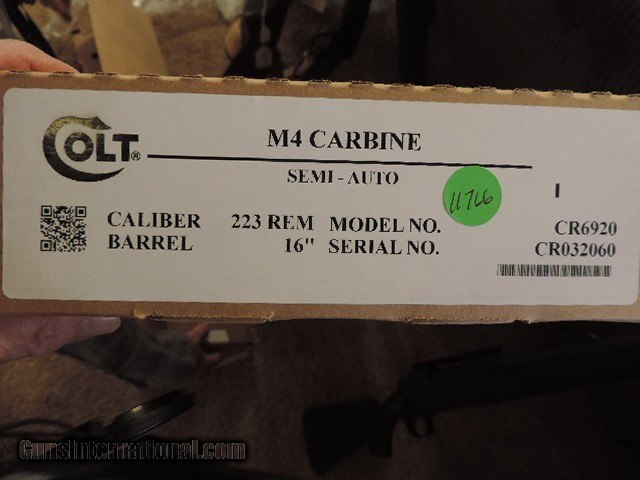 COLT®
M4 CARBINE
SEMI - AUTO
11766
I
CALIBER 223 REM MODEL NO. CR6920
BARREL 16" SERIAL NO. CR032060
GunsInternational.com